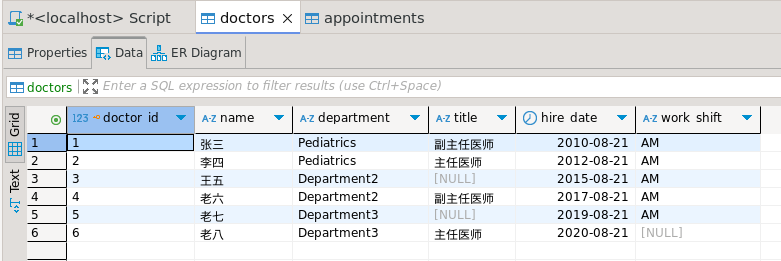 *<localhost> Script doctors appointments
Properties Data ER Diagram
doctors Enter a SQL expression to filter results (use Ctrl+Space)
Grid
Text
123 doctor_id A-Z name A-Z department A-Z title hire_date A-Z work_shift
1 1 张三 Pediatrics 副主任医师 2010-08-21 AM
2 2 李四 Pediatrics 主任医师 2012-08-21 AM
3 3 王五 Department2 [NULL] 2015-08-21 AM
4 4 老六 Department2 副主任医师 2017-08-21 AM
5 5 老七 Department3 [NULL] 2019-08-21 AM
6 6 老八 Department3 主任医师 2020-08-21 [NULL]